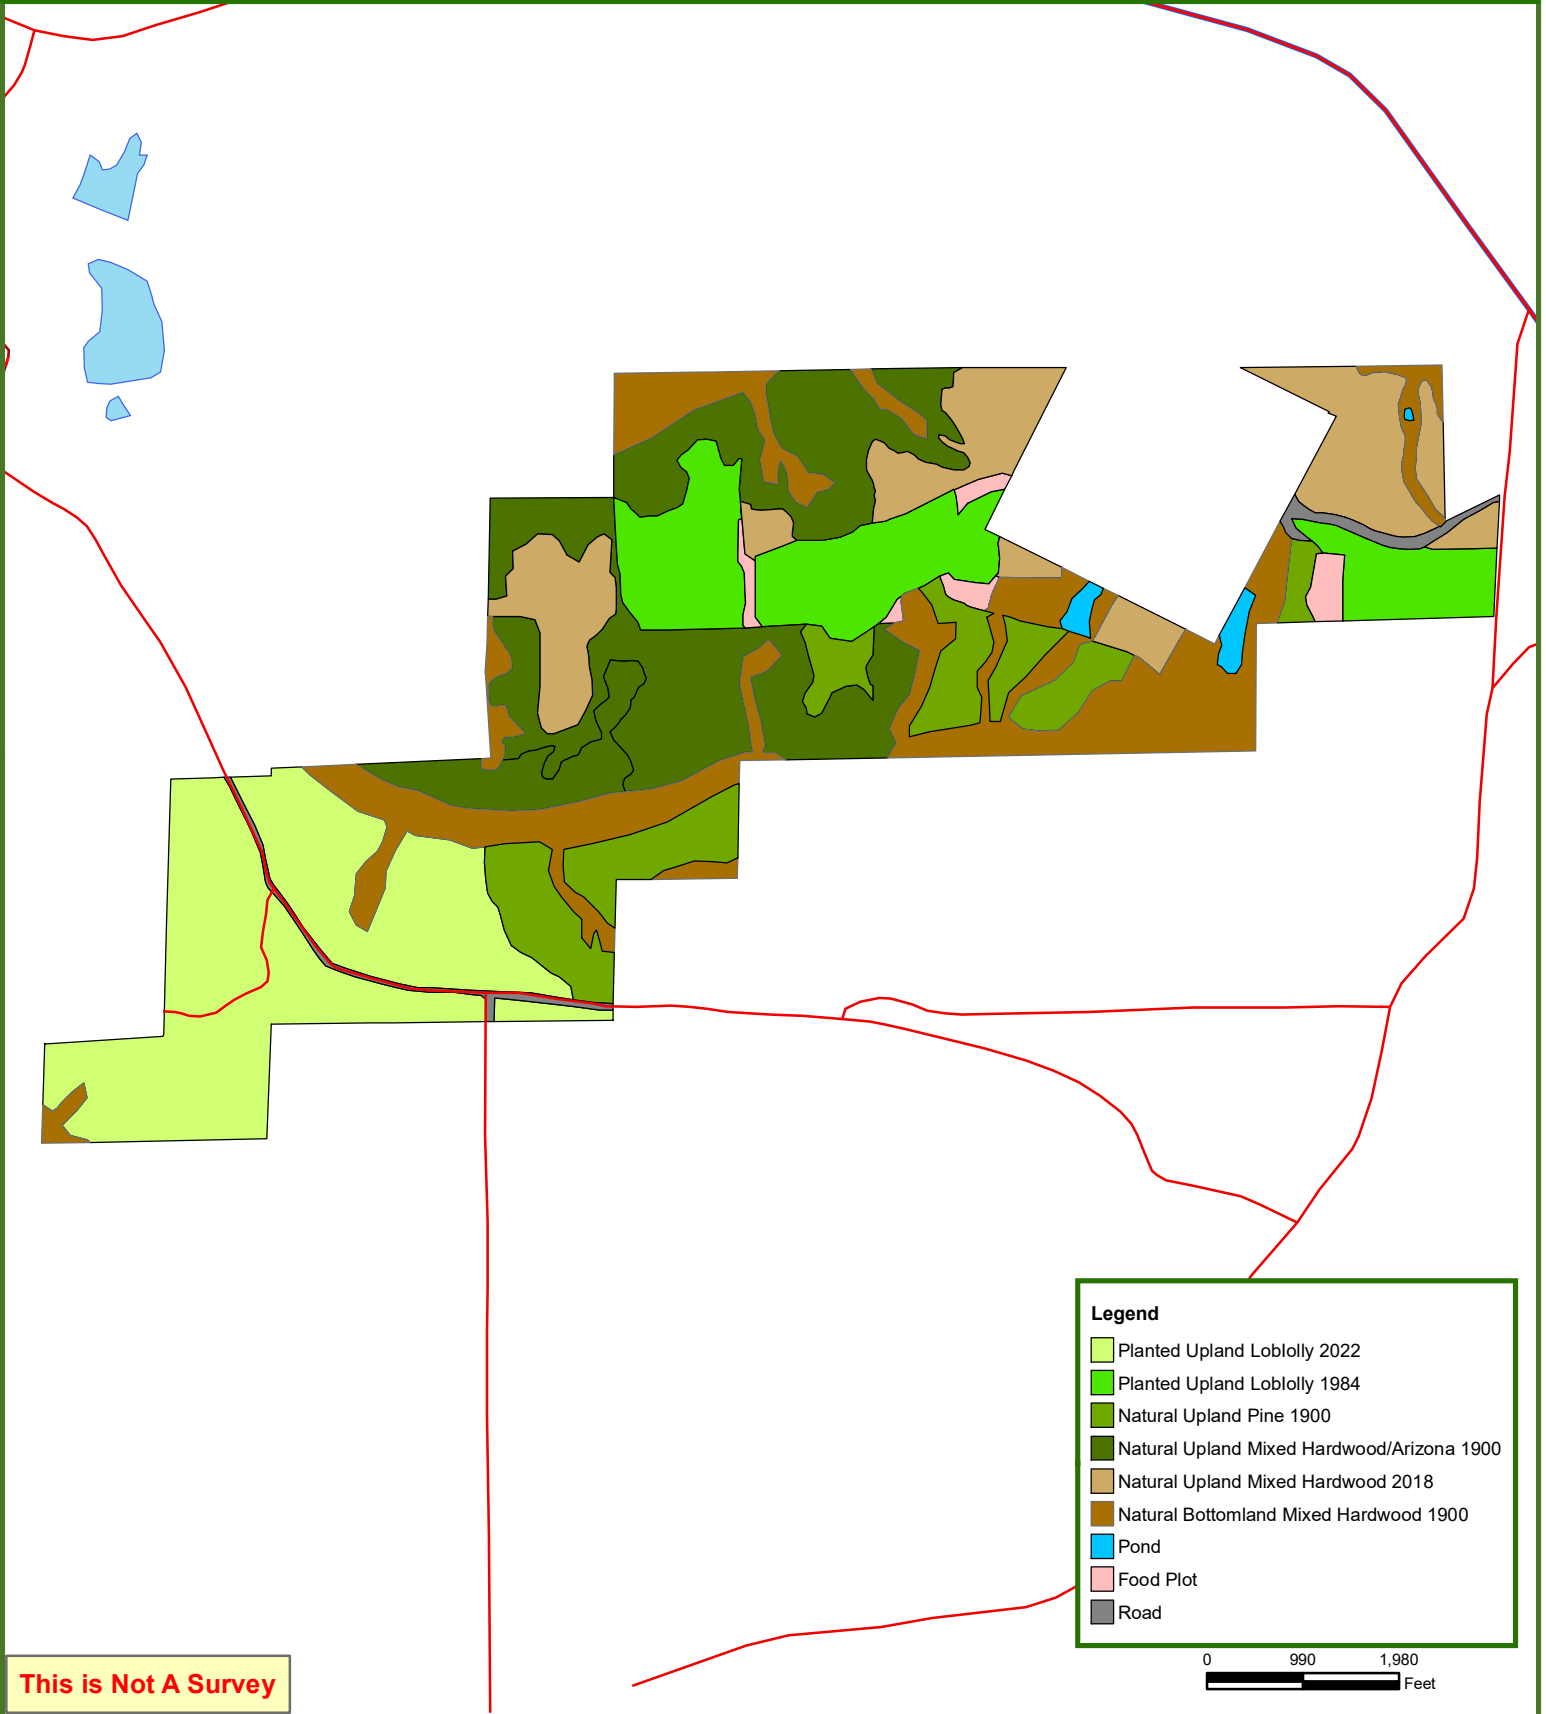 Legend
Planted Upland Loblolly 2022
Planted Upland Loblolly 1984
Natural Upland Pine 1900
Natural Upland Mixed Hardwood/Arizona 1900
Natural Upland Mixed Hardwood 2018
Natural Bottomland Mixed Hardwood 1900
Pond
Food Plot
Road
0 990 1,980
Feet
This is Not A Survey